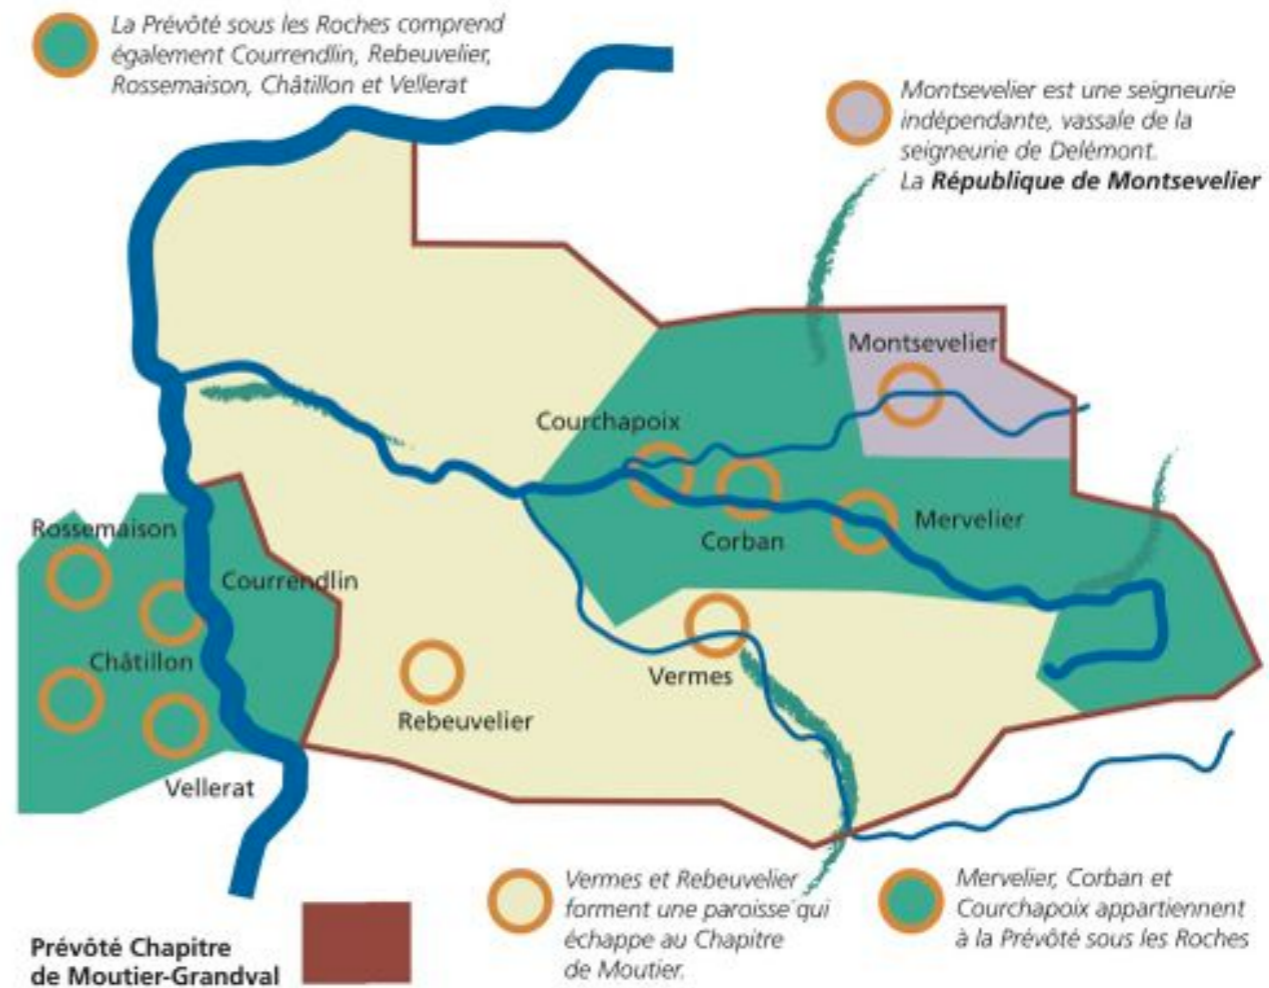 La Prévôté sous les Roches comprend
également Courrendlin, Rebeuvelier,
Rossemaison, Châtillon et Vellerat
Montsevelier est une seigneurie
indépendante, vassale de la
seigneurie de Delémont.
La République de Montsevelier
Montsevelier
Courchapoix
Rossemaison
Mervelier
Corban
Courrendlin
Châtillon
Vermes
Rebeuvelier
Vellerat
Vermes et Rebeuvelier
forment une paroisse qui
échappe au Chapitre
de Moutier.
Mervelier, Corban et
Courchapoix appartiennent
à la Prévôté sous les Roches
Prévôté Chapitre
de Moutier-Grandval